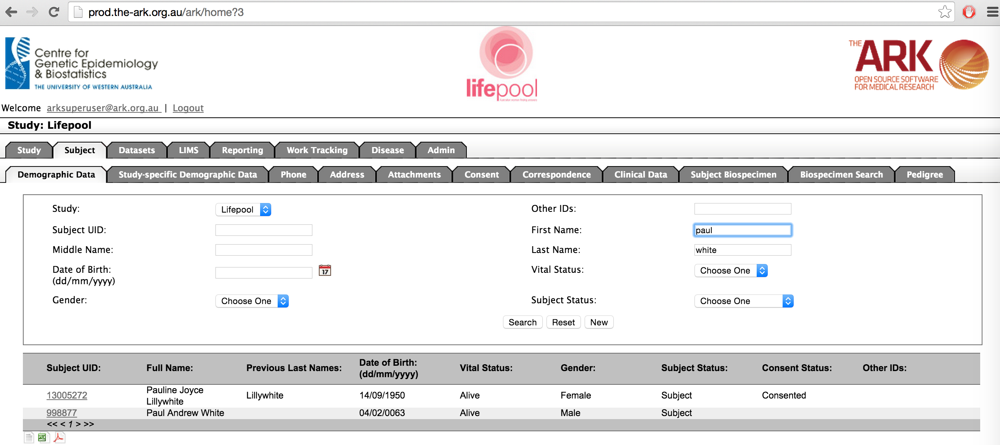 prod.the-ark.org.au/ark/home?3
Centre for
Genetic Epidemiology
& Biostatistics
THE UNIVERSITY OF WESTERN AUSTRALIA
lifepool
Australian women finding answers
THE ARK
OPEN SOURCE SOFTWARE
FOR MEDICAL RESEARCH
Welcome arksuperuser@ark.org.au | Logout
Study: Lifepool
Study Subject Datasets LIMS Reporting Work Tracking Disease Admin
Demographic Data Study-specific Demographic Data Phone Address Attachments Consent Correspondence Clinical Data Subject Biospecimen Biospecimen Search Pedigree
Study: Lifepool Other IDs:
Subject UID: First Name: paul
Middle Name: Last Name: white
Date of Birth: 17 Vital Status: Choose One
(dd/mm/yyyy)
Gender: Choose One Subject Status: Choose One
Search Reset New
Subject UID: Full Name: Previous Last Names: Date of Birth: (dd/mm/yyyy) Vital Status: Gender: Subject Status: Consent Status: Other IDs:
13005272 Pauline Joyce Lillywhite Lillywhite 14/09/1950 Alive Female Subject Consented
998877 Paul Andrew White 04/02/0063 Alive Male Subject
<< < 1 > >>